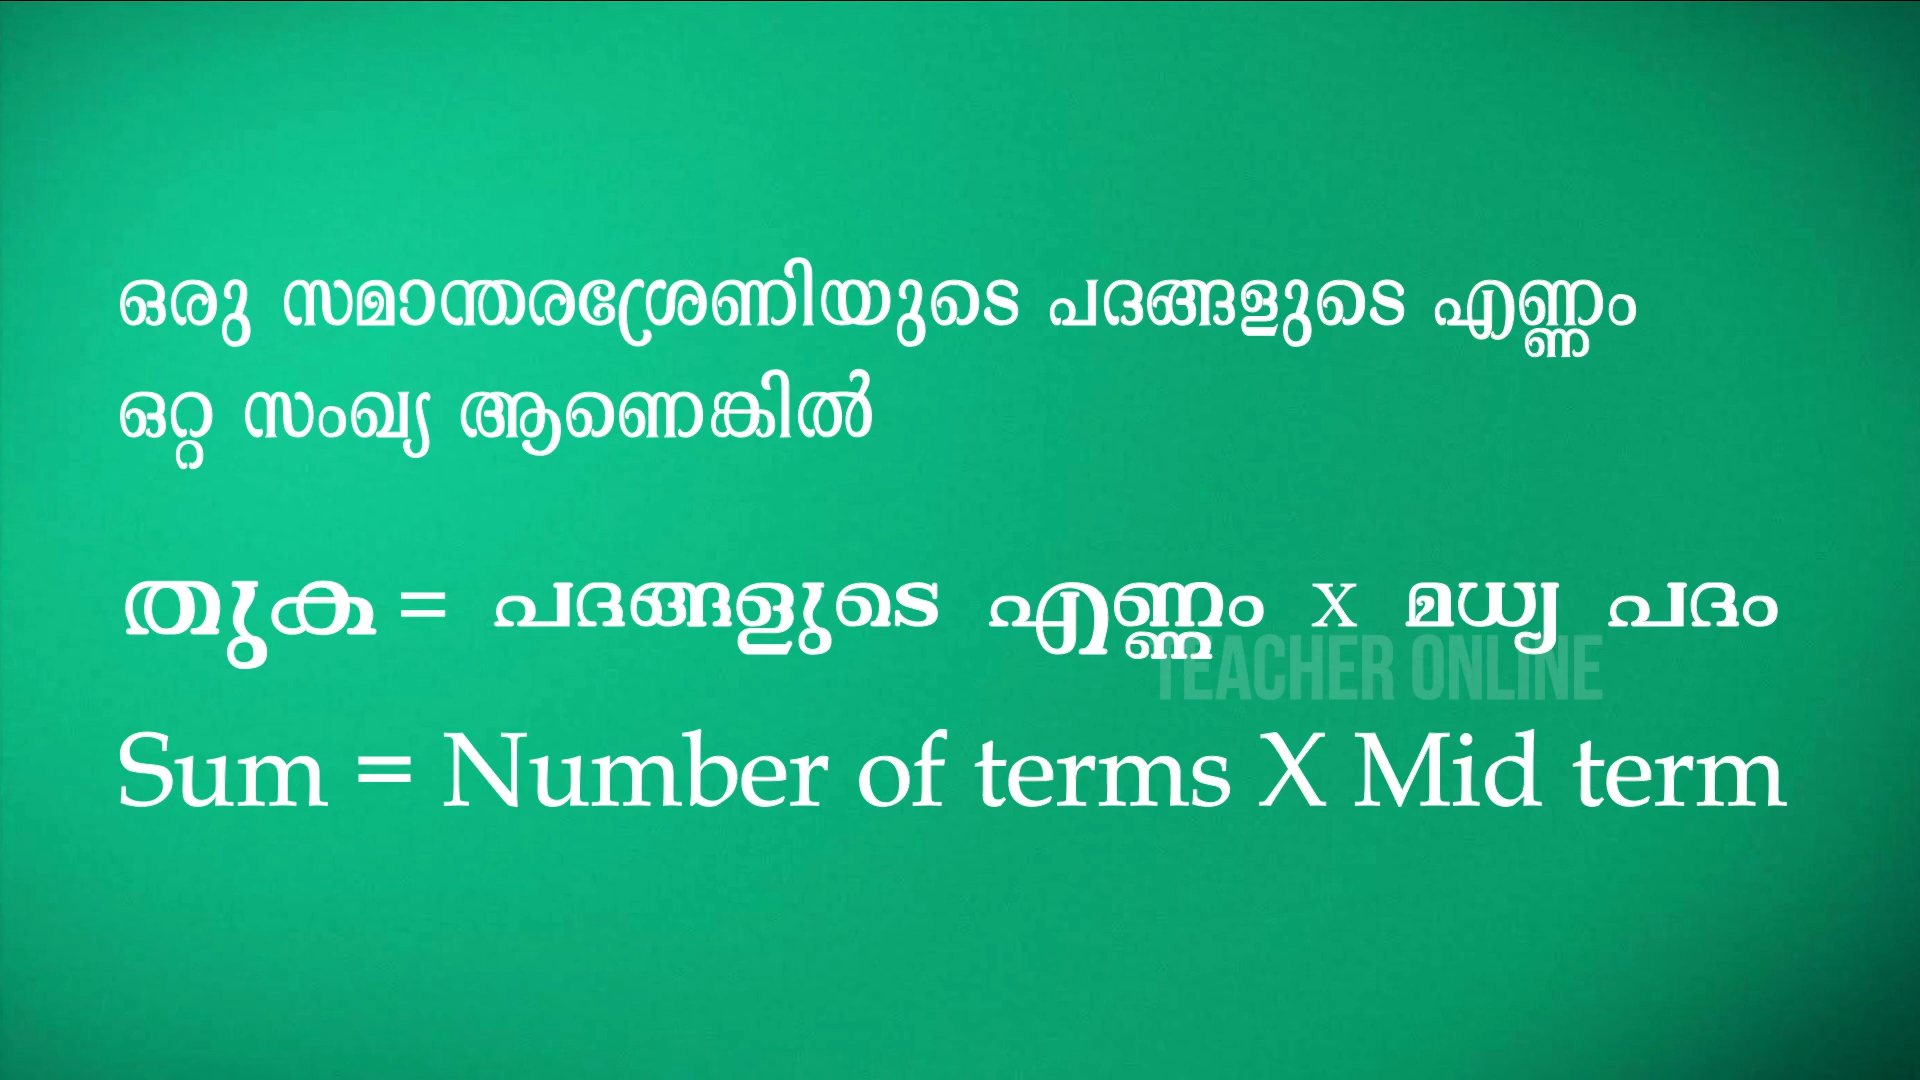 ഒരു സമാന്തരശ്രേണിയുടെ പദങ്ങളുടെ എണ്ണം
ഒറ്റ സംഖ്യ ആണെങ്കിൽ
തുക = പദങ്ങളുടെ എണ്ണം x മധ്യ പദം
TEACHER ONLINE
Sum = Number of terms X Mid term